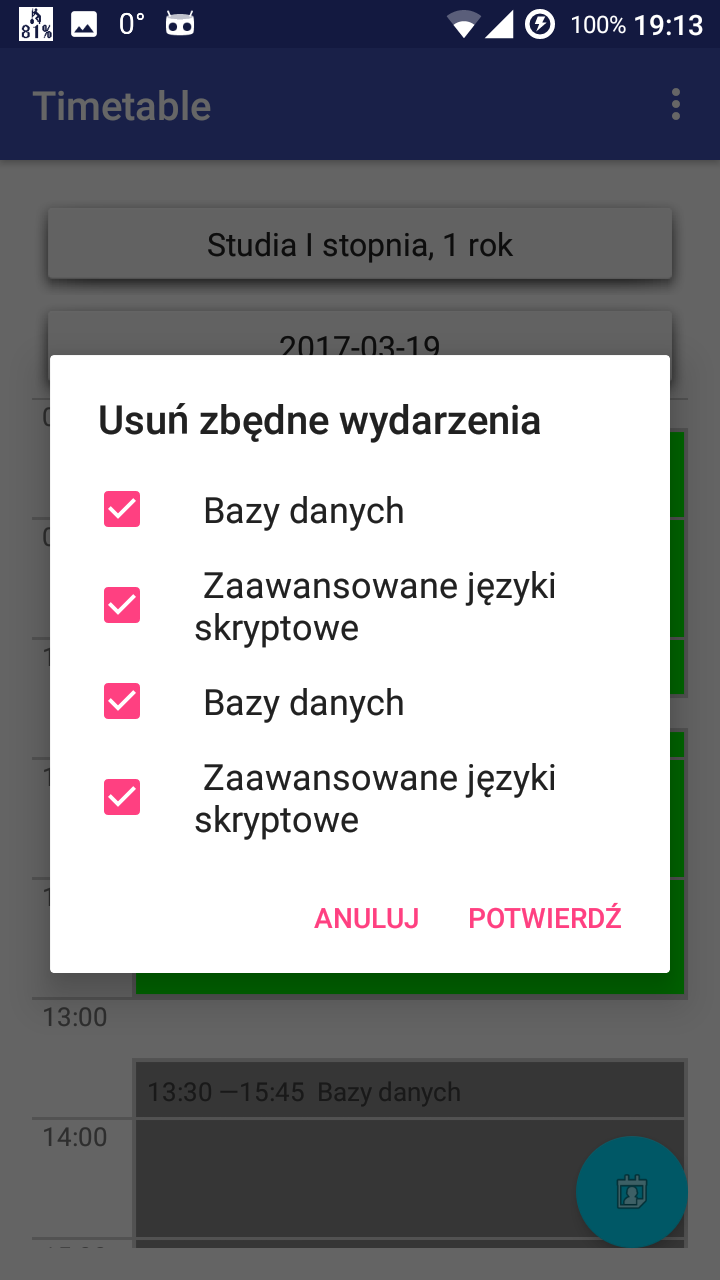 81%
0°
100% 19:13
Timetable
Studia I stopnia, 1 rok
2017-03-19
Usuń zbędne wydarzenia
Bazy danych
Zaawansowane języki
skryptowe
Bazy danych
Zaawansowane języki
skryptowe
ANULUJ POTWIERDŹ
13:00
13:30 —15:45 Bazy danych
14:00